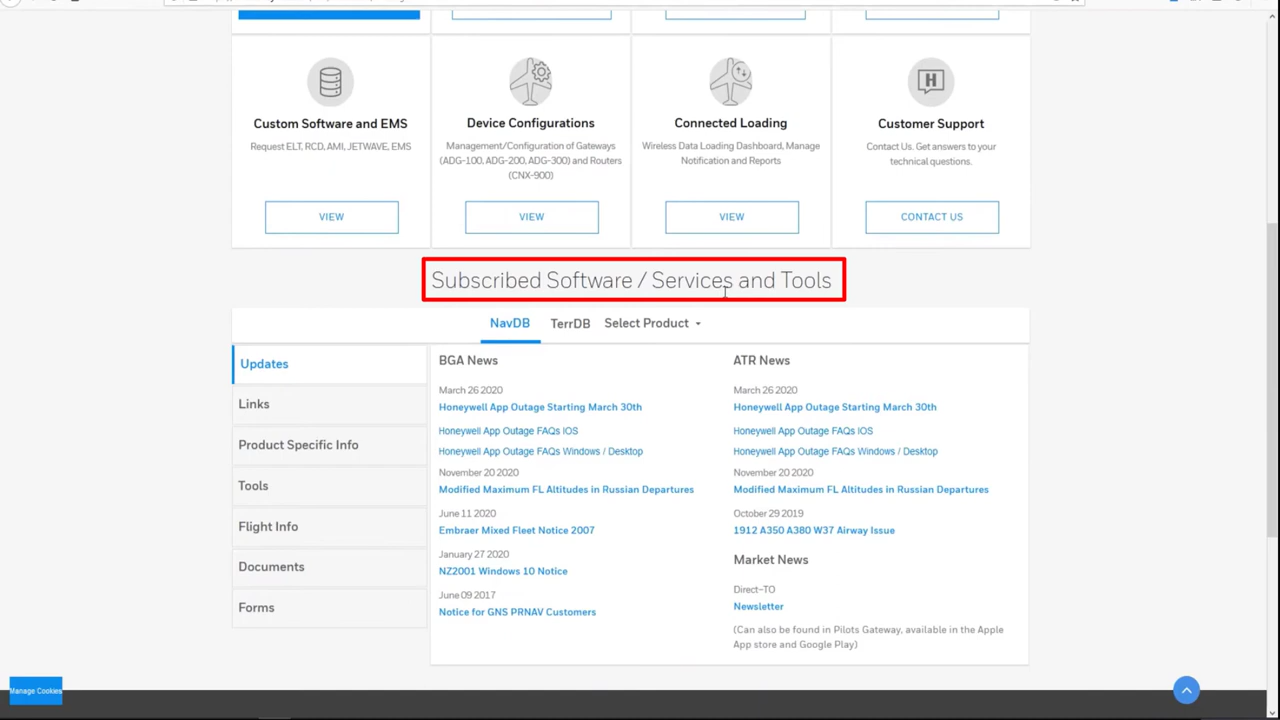 Custom Software and EMS
Request ELT, RCD, AMI, JETWAVE, EMS
VIEW
Device Configurations
Management/Configuration of Gateways
(ADG-100, ADG-200, ADG-300) and Routers
(CNX-900)
VIEW
Connected Loading
Wireless Data Loading Dashboard, Manage
Notification and Reports
VIEW
Customer Support
Contact Us. Get answers to your
technical questions.
CONTACT US
Subscribed Software / Services and Tools
NavDB TerrDB Select Product
Updates
Links
Product Specific Info
Tools
Flight Info
Documents
Forms
BGA News
March 26 2020
Honeywell App Outage Starting March 30th
Honeywell App Outage FAQs IOS
Honeywell App Outage FAQs Windows / Desktop
November 20 2020
Modified Maximum FL Altitudes in Russian Departures
June 11 2020
Embraer Mixed Fleet Notice 2007
January 27 2020
NZ2001 Windows 10 Notice
June 09 2017
Notice for GNS PRNAV Customers
ATR News
March 26 2020
Honeywell App Outage Starting March 30th
Honeywell App Outage FAQs IOS
Honeywell App Outage FAQs Windows / Desktop
November 20 2020
Modified Maximum FL Altitudes in Russian Departures
October 29 2019
1912 A350 A380 W37 Airway Issue
Market News
Direct-TO
Newsletter
(Can also be found in Pilots Gateway, available in the Apple
App store and Google Play)
Manage Cookies